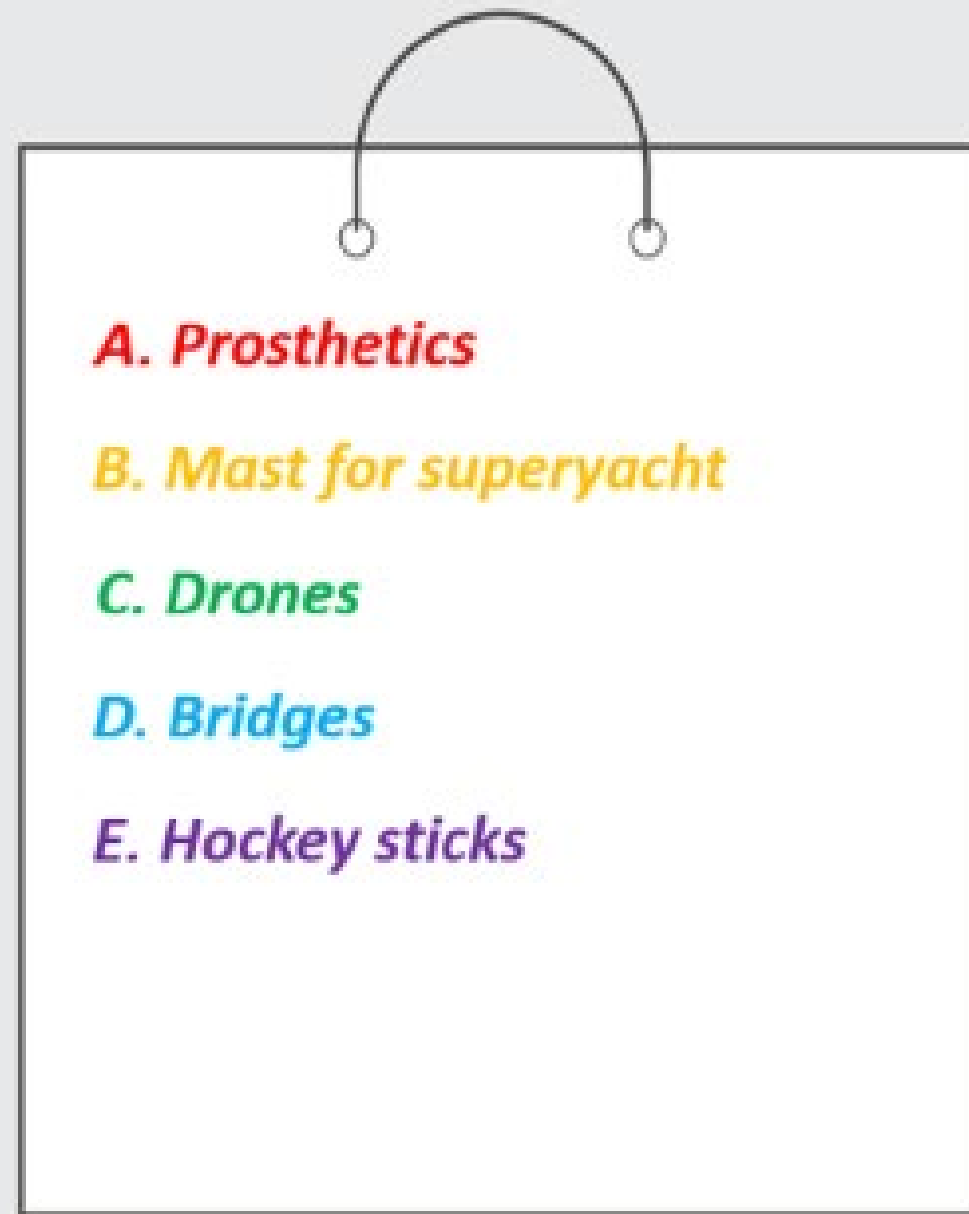 A. Prosthetics
B. Mast for superyacht
C. Drones
D. Bridges
E. Hockey sticks